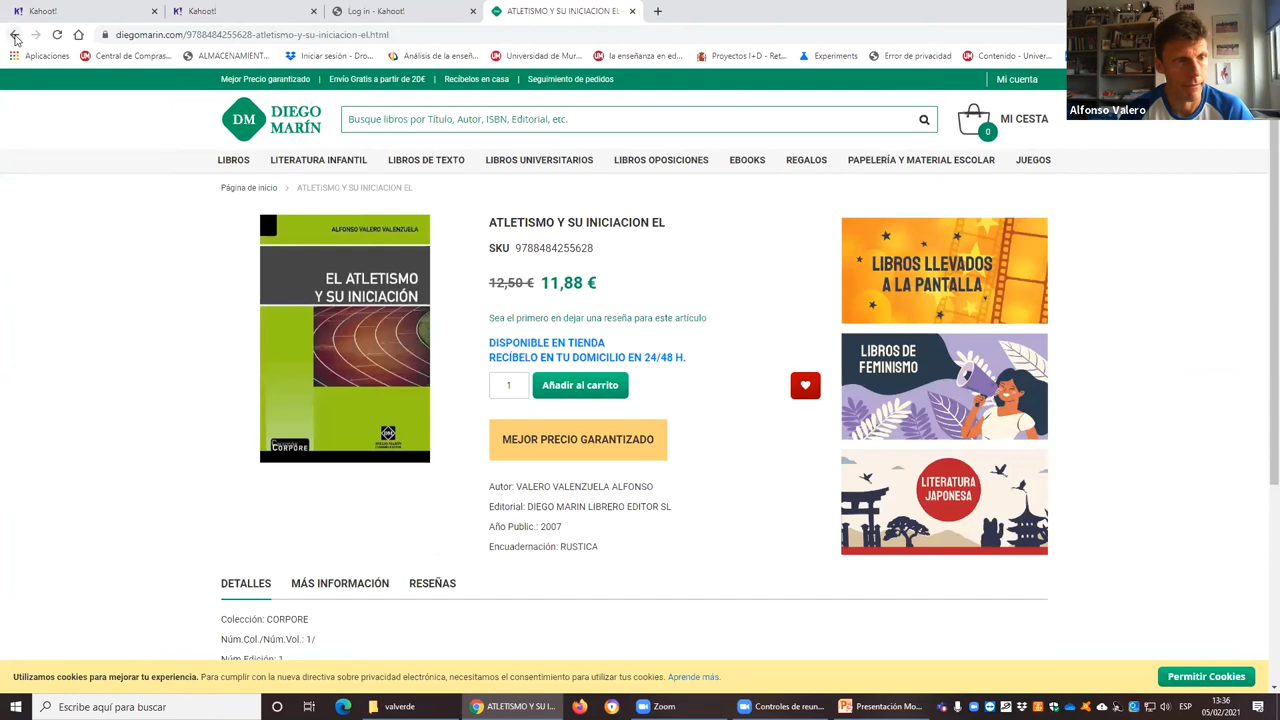 Kahoot!
Kahoot!
Log in - Kahoot!
ATLETISMO Y SU INICIACION EL
diegomarin.com/9788484255628-atletismo-y-su-iniciacion-el.html
Aplicaciones
Central de Compras...
ALMACENAMIENT...
Iniciar sesión - Dro...
Análisis de la enseñ...
Universidad de Mur...
la enseñanza en ed...
Proyectos I+D - Ret...
Experiments
Error de privacidad
Contenido - Univer...
Alfonso Valero
Mejor Precio garantizado | Envío Gratis a partir de 20€ | Recíbelos en casa | Seguimiento de pedidos
Mi cuenta
DM
DIEGO
MARÍN
Busque libros por Título, Autor, ISBN, Editorial, etc.
0
MI CESTA
LIBROS
LITERATURA INFANTIL
LIBROS DE TEXTO
LIBROS UNIVERSITARIOS
LIBROS OPOSICIONES
EBOOKS
REGALOS
PAPELERÍA Y MATERIAL ESCOLAR
JUEGOS
Página de inicio > ATLETISMO Y SU INICIACION EL
ALFONSO VALERO VALENZUELA
EL ATLETISMO
Y SU INICIACIÓN
CORPORE
ATLETISMO Y SU INICIACION EL
SKU 9788484255628
12,50 € 11,88 €
Sea el primero en dejar una reseña para este artículo
DISPONIBLE EN TIENDA
RECÍBELO EN TU DOMICILIO EN 24/48 H.
1
Añadir al carrito
MEJOR PRECIO GARANTIZADO
Autor: VALERO VALENZUELA ALFONSO
Editorial: DIEGO MARIN LIBRERO EDITOR SL
Año Public.: 2007
Encuadernación: RUSTICA
LIBROS LLEVADOS
A LA PANTALLA
LIBROS DE
FEMINISMO
LITERATURA
JAPONESA
DETALLES
MÁS INFORMACIÓN
RESEÑAS
Colección: CORPORE
Núm.Col./Núm.Vol.: 1/
Núm.Edición: 1
Utilizamos cookies para mejorar tu experiencia. Para cumplir con la nueva directiva sobre privacidad electrónica, necesitamos el consentimiento para utilizar tus cookies. Aprende más.
Permitir Cookies
Escribe aquí para buscar
valverde
ATLETISMO Y SU I...
Zoom
Controles de reun...
Presentación Mo...
ESP
13:36
05/02/2021